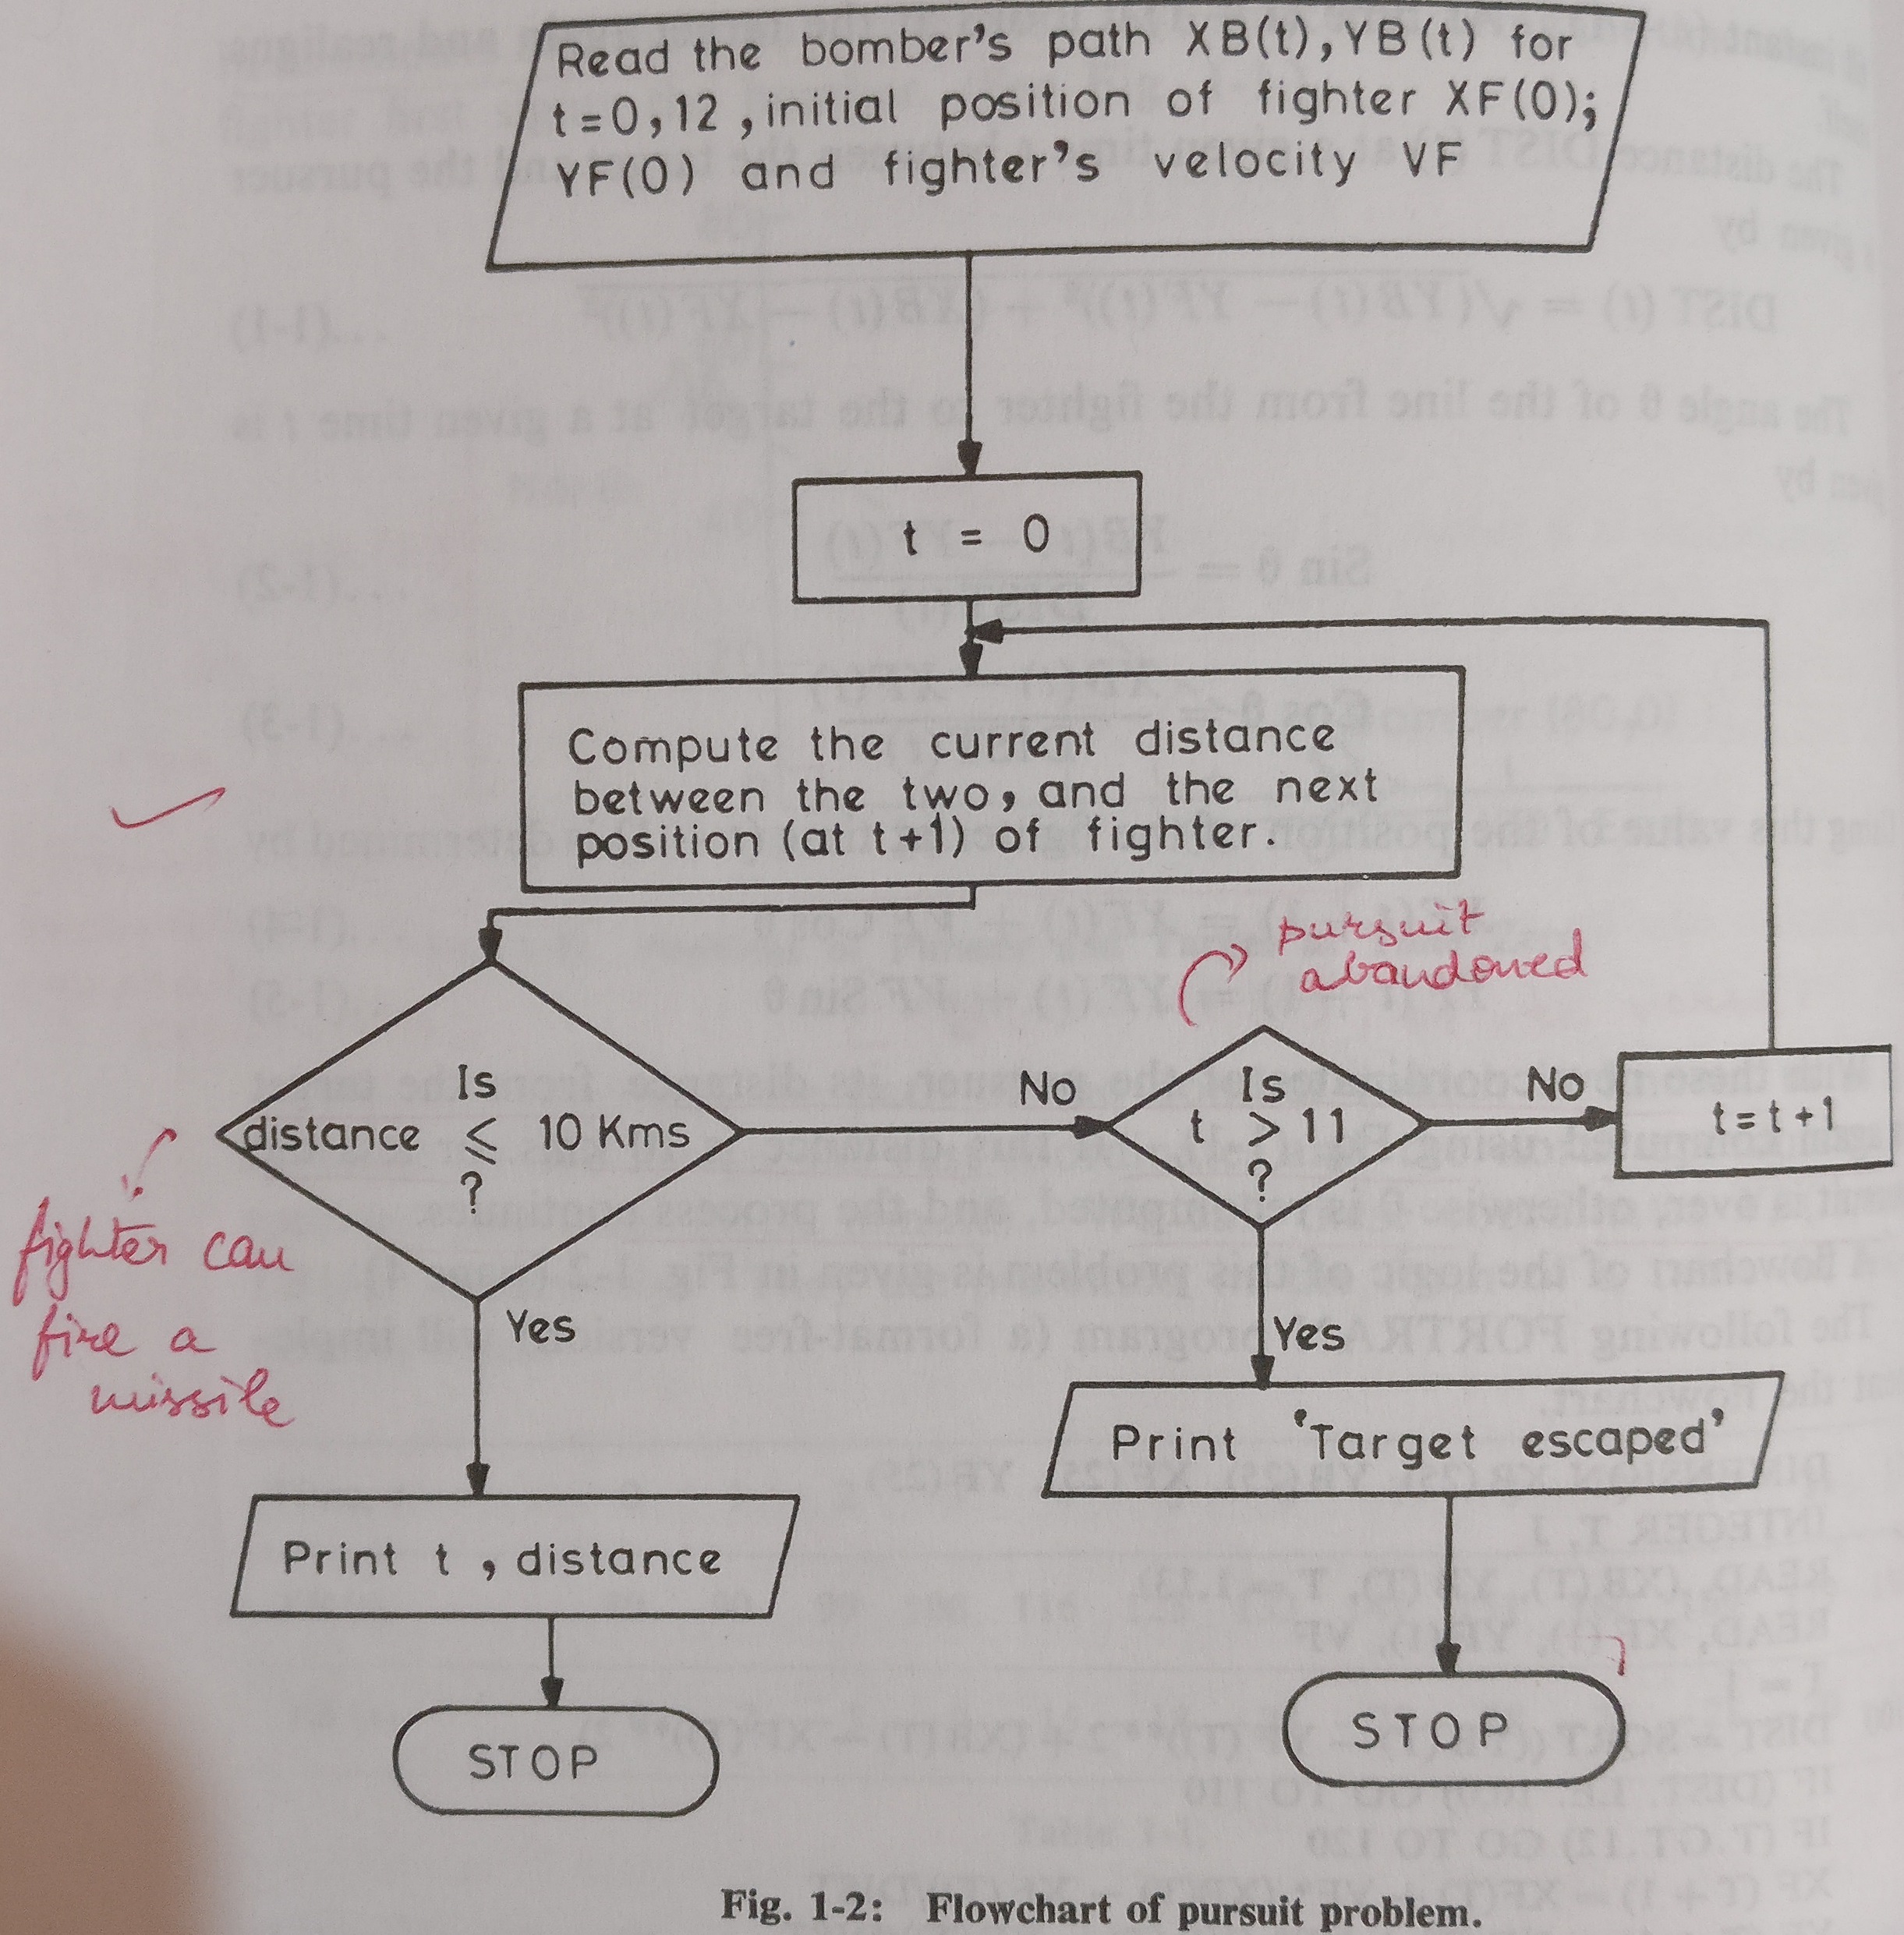 Read the bomber's path XB(t), YB(t) for
t=0,12, initial position of fighter XF(0);
YF(0) and fighter's velocity VF
t = 0
Compute the current distance
between the two, and the next
position (at t+1) of fighter.
pursuit
abandoned
Is
distance ≤ 10 Kms
?
No
Is
t > 11
?
No
t=t+1
fighter can
fire a
missile
Yes
Yes
Print t, distance
Print 'Target escaped'
STOP
STOP
Fig. 1-2: Flowchart of pursuit problem.